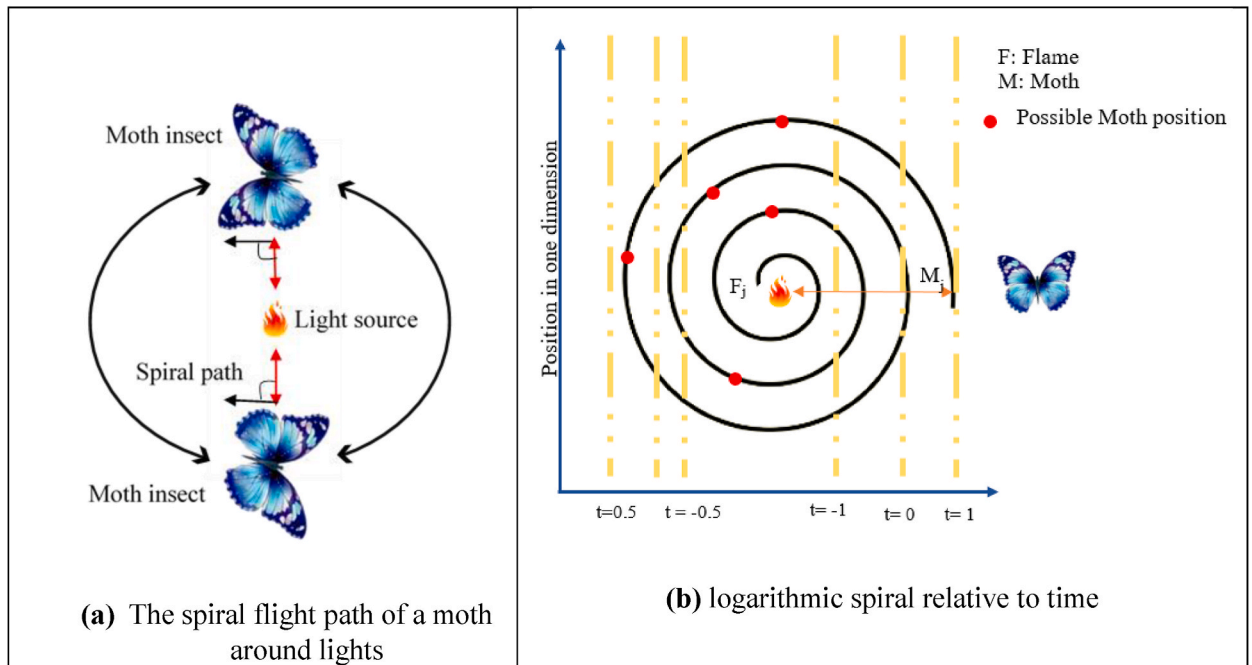 Moth insect
Light source
Spiral path
Moth insect
(a) The spiral flight path of a moth
around lights
F: Flame
M: Moth
Possible Moth position
Position in one dimension
Fj
Mj
t=0.5
t = -0.5
t= -1
t= 0
t= 1
(b) logarithmic spiral relative to time